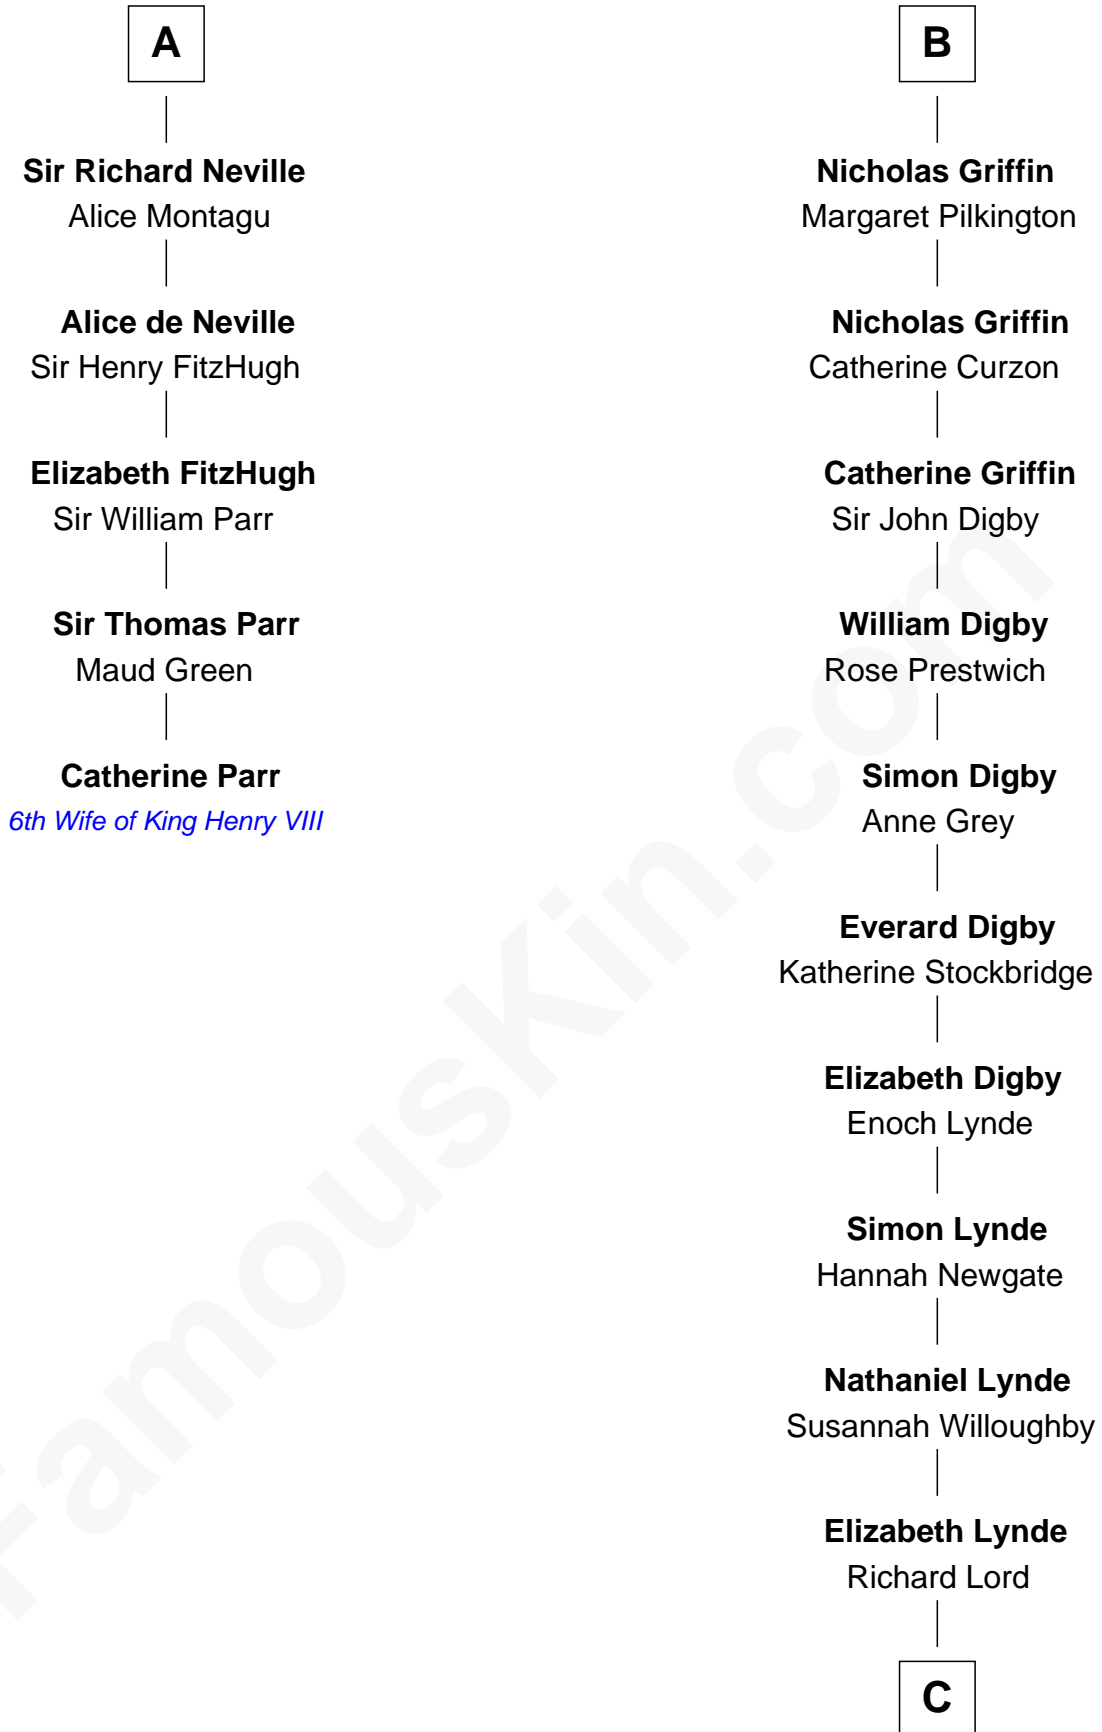 A
Sir Richard Neville
Alice Montagu
Alice de Neville
Sir Henry FitzHugh
Elizabeth FitzHugh
Sir William Parr
Sir Thomas Parr
Maud Green
Catherine Parr
6th Wife of King Henry VIII
B
Nicholas Griffin
Margaret Pilkington
Nicholas Griffin
Catherine Curzon
Catherine Griffin
Sir John Digby
William Digby
Rose Prestwich
Simon Digby
Anne Grey
Everard Digby
Katherine Stockbridge
Elizabeth Digby
Enoch Lynde
Simon Lynde
Hannah Newgate
Nathaniel Lynde
Susannah Willoughby
Elizabeth Lynde
Richard Lord
C
FamousKin.com